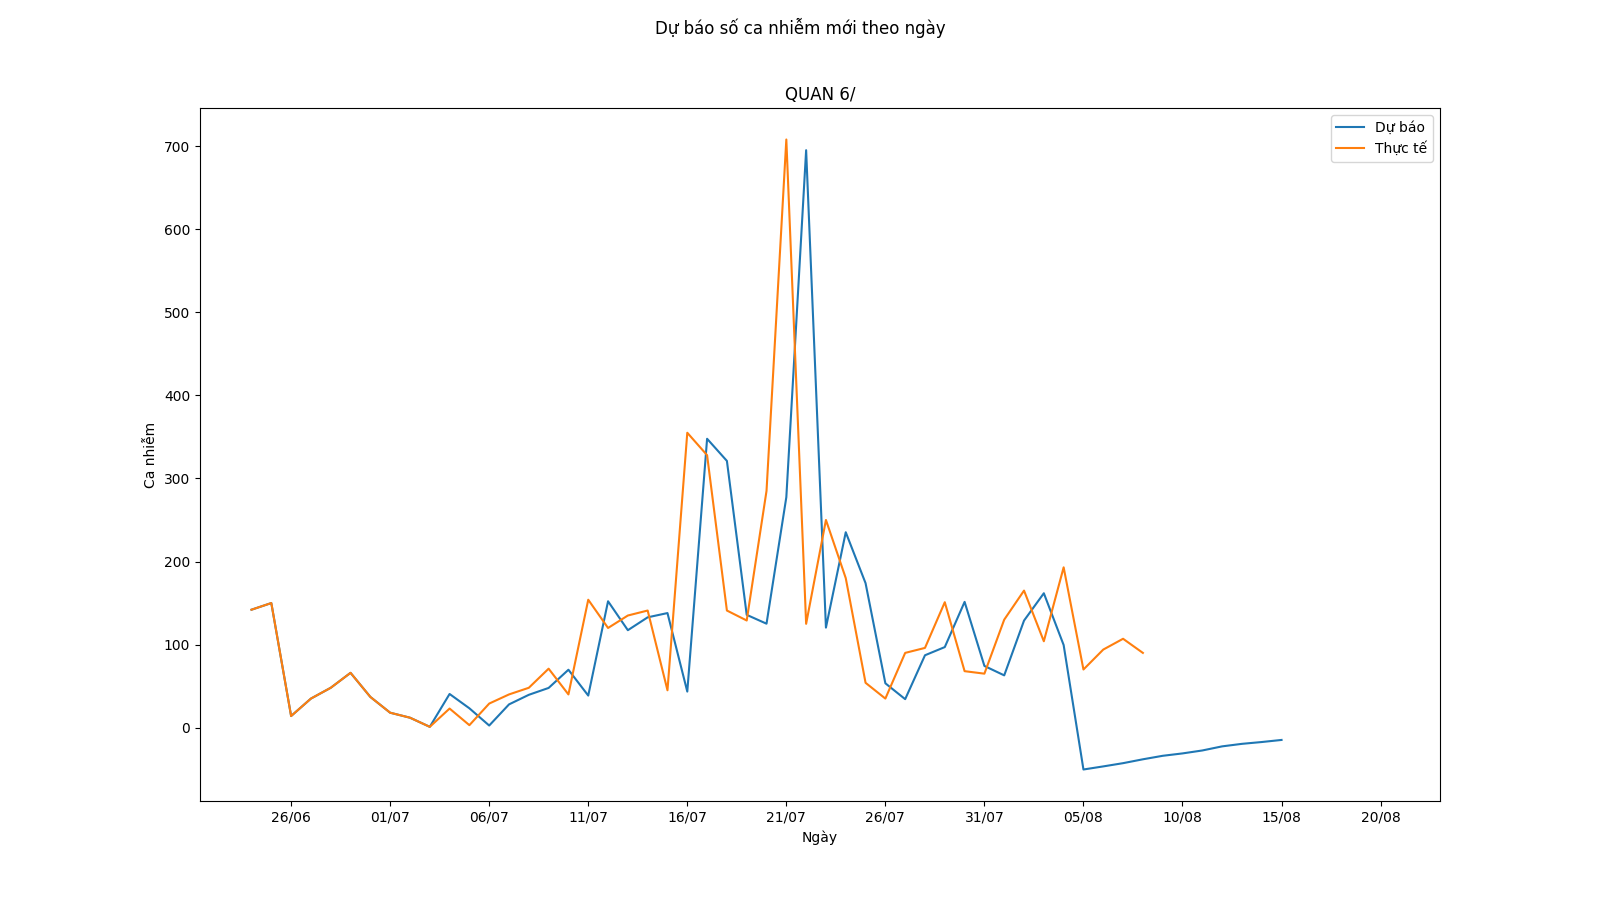 Dự báo số ca nhiễm mới theo ngày
QUAN 6/
Dự báo
Thực tế
700
600
500
400
300
200
100
0
Ca nhiễm
26/06 01/07 06/07 11/07 16/07 21/07 26/07 31/07 05/08 10/08 15/08 20/08
Ngày